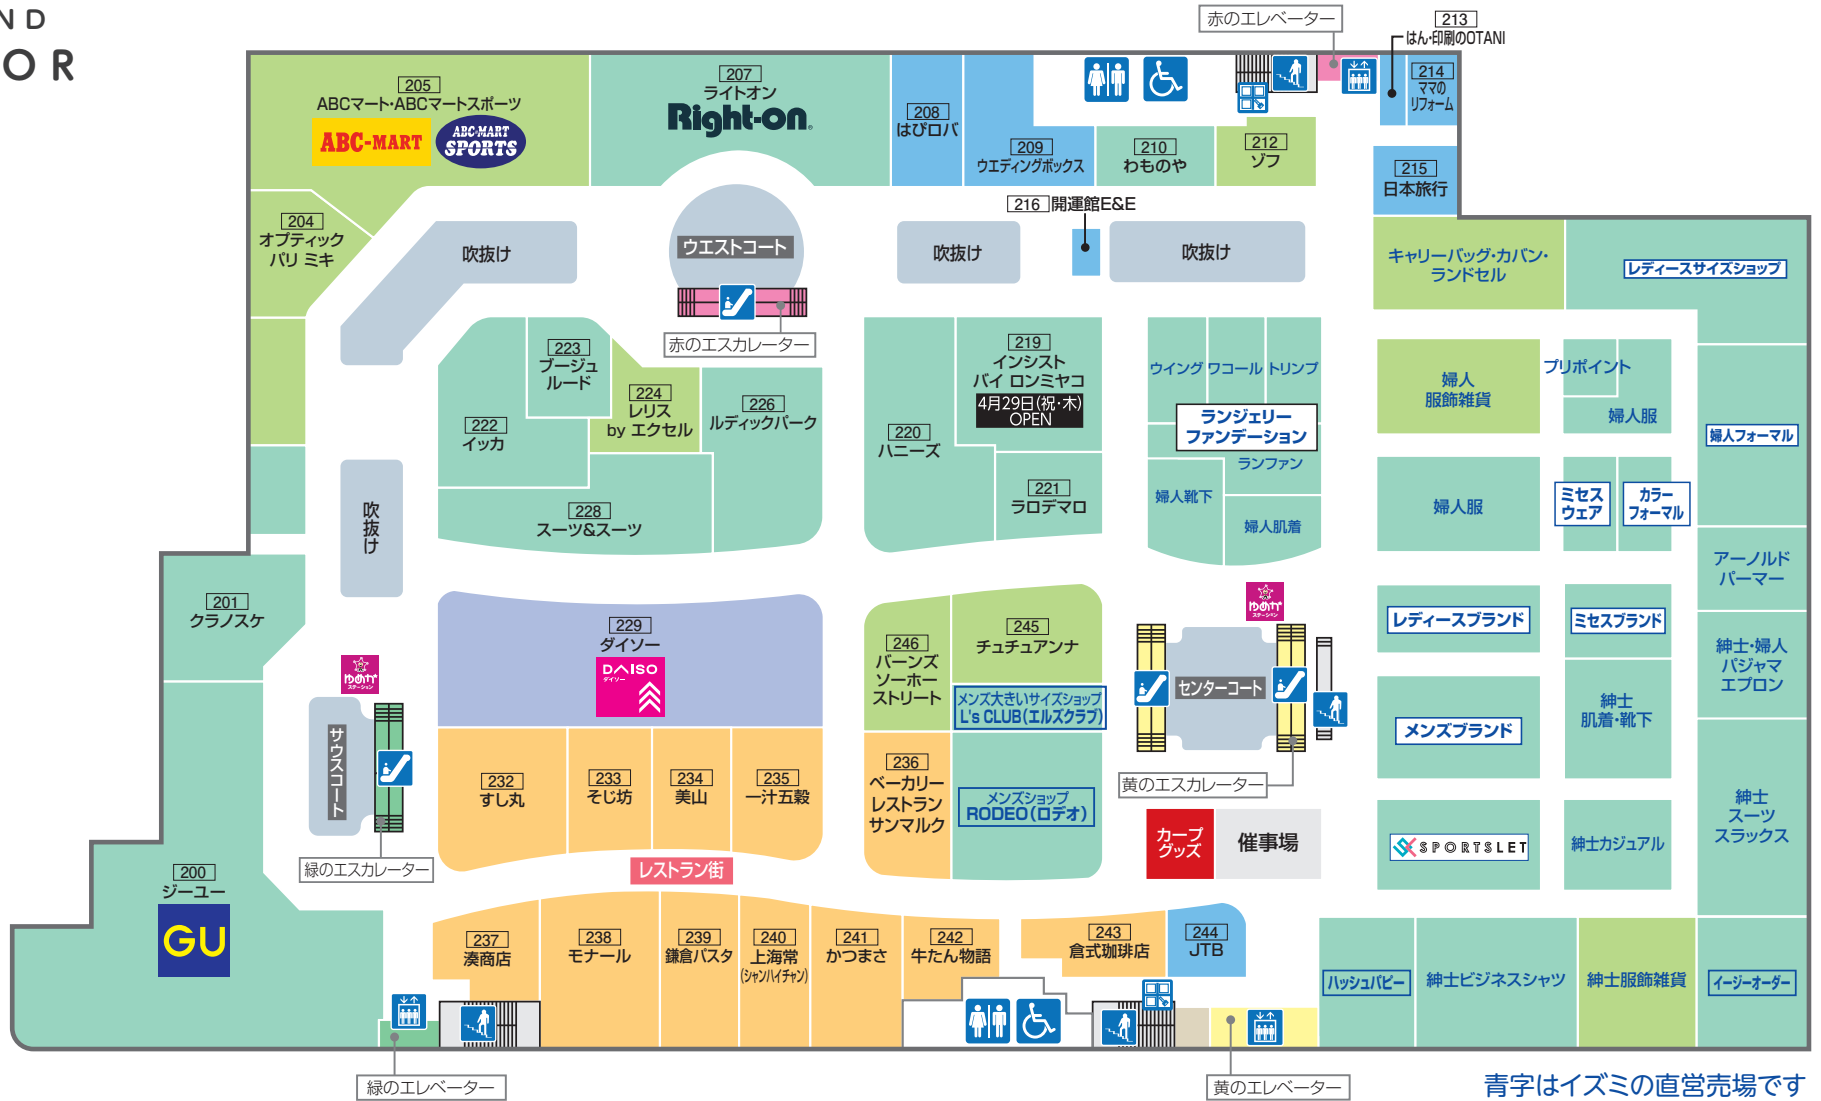 ND
OR
赤のエレベーター
213
はん・印刷のOTANI
205
ABCマート・ABCマートスポーツ
ABC-MART
ABC-MART
SPORTS
207
ライトオン
Right-on.
208
はぴロバ
209
ウエディングボックス
210
わものや
212
ゾフ
214
ママの
リフォーム
215
日本旅行
216
開運館E&E
204
オプティック
パリ ミキ
吹抜け
ウエストコート
吹抜け
吹抜け
赤のエスカレーター
キャリーバッグ・カバン・
ランドセル
レディースサイズショップ
223
ブージュ
ルード
224
レリス
by エクセル
226
ルディックパーク
222
イッカ
228
スーツ&スーツ
吹抜け
219
インシスト
バイ ロンミヤコ
4月29日(祝・木)
OPEN
220
ハニーズ
221
ラロデマロ
ウイング
ワコール
トリンプ
ランジェリー
ファンデーション
ランファン
婦人靴下
婦人肌着
婦人
服飾雑貨
プリポイント
婦人服
婦人フォーマル
婦人服
ミセス
ウェア
カラー
フォーマル
アーノルド
パーマー
201
クラノスケ
229
ダイソー
DAISO
ダイソー
246
バーンズ
ソーホー
ストリート
245
チュチュアンナ
メンズ大きいサイズショップ
L's CLUB(エルズクラブ)
ゆめか
ステーション
センターコート
黄のエスカレーター
レディースブランド
ミセスブランド
紳士・婦人
パジャマ
エプロン
メンズブランド
紳士
肌着・靴下
ゆめか
ステーション
サウスコート
緑のエスカレーター
232
すし丸
233
そじ坊
234
美山
235
一汁五穀
レストラン街
236
ベーカリー
レストラン
サンマルク
メンズショップ
RODEO(ロデオ)
カープ
グッズ
催事場
SPORTSLET
紳士カジュアル
紳士
スーツ
スラックス
200
ジーユー
GU
237
湊商店
238
モナール
239
鎌倉パスタ
240
上海常
(シャンハイチャン)
241
かつまさ
242
牛たん物語
243
倉式珈琲店
244
JTB
ハッシュパピー
紳士ビジネスシャツ
紳士服飾雑貨
イージーオーダー
緑のエレベーター
黄のエレベーター
青字はイズミの直営売場です